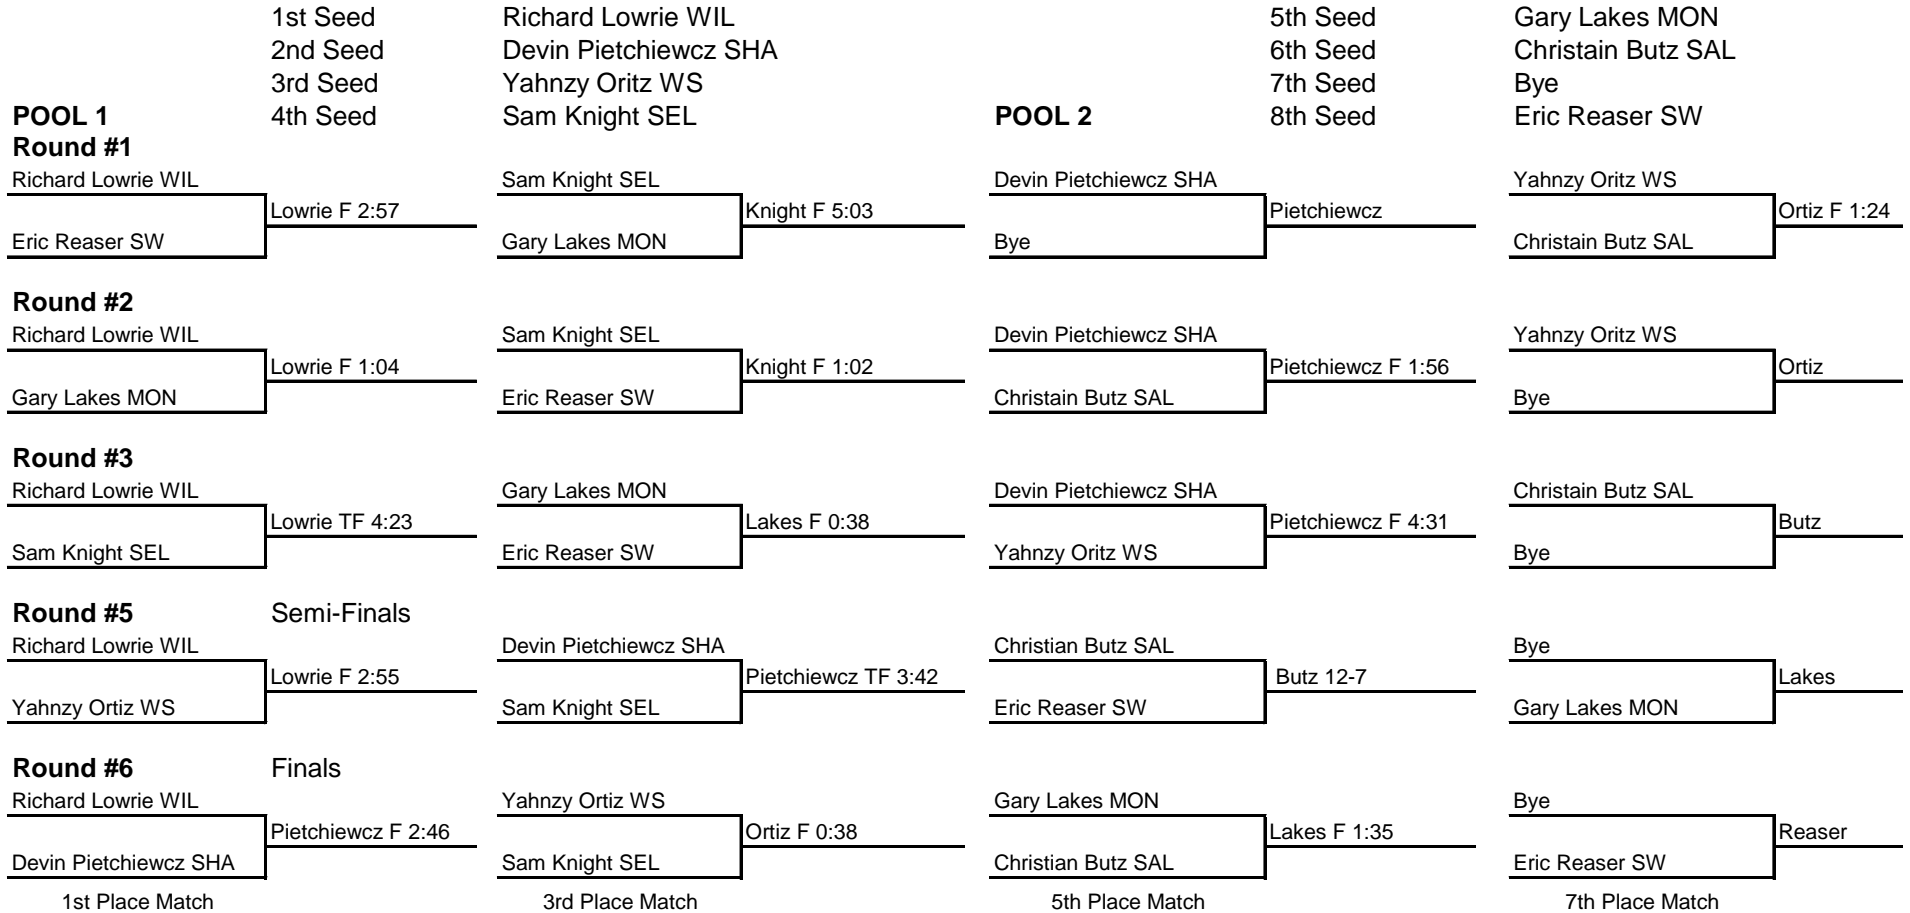 1st Seed Richard Lowrie WIL 5th Seed Gary Lakes MON
2nd Seed Devin Pietchiewcz SHA 6th Seed Christain Butz SAL
3rd Seed Yahnzy Oritz WS 7th Seed Bye
POOL 1 4th Seed Sam Knight SEL POOL 2 8th Seed Eric Reaser SW
Round #1
Richard Lowrie WIL Sam Knight SEL Devin Pietchiewcz SHA Yahnzy Oritz WS
Lowrie F 2:57 Knight F 5:03 Pietchiewcz Ortiz F 1:24
Eric Reaser SW Gary Lakes MON Bye Christain Butz SAL
Round #2
Richard Lowrie WIL Sam Knight SEL Devin Pietchiewcz SHA Yahnzy Oritz WS
Lowrie F 1:04 Knight F 1:02 Pietchiewcz F 1:56 Ortiz
Gary Lakes MON Eric Reaser SW Christain Butz SAL Bye
Round #3
Richard Lowrie WIL Gary Lakes MON Devin Pietchiewcz SHA Christain Butz SAL
Lowrie TF 4:23 Lakes F 0:38 Pietchiewcz F 4:31 Butz
Sam Knight SEL Eric Reaser SW Yahnzy Oritz WS Bye
Round #5 Semi-Finals
Richard Lowrie WIL Devin Pietchiewcz SHA Christian Butz SAL Bye
Lowrie F 2:55 Pietchiewcz TF 3:42 Butz 12-7 Lakes
Yahnzy Ortiz WS Sam Knight SEL Eric Reaser SW Gary Lakes MON
Round #6 Finals
Richard Lowrie WIL Yahnzy Ortiz WS Gary Lakes MON Bye
Pietchiewcz F 2:46 Ortiz F 0:38 Lakes F 1:35 Reaser
Devin Pietchiewcz SHA Sam Knight SEL Christian Butz SAL Eric Reaser SW
1st Place Match 3rd Place Match 5th Place Match 7th Place Match